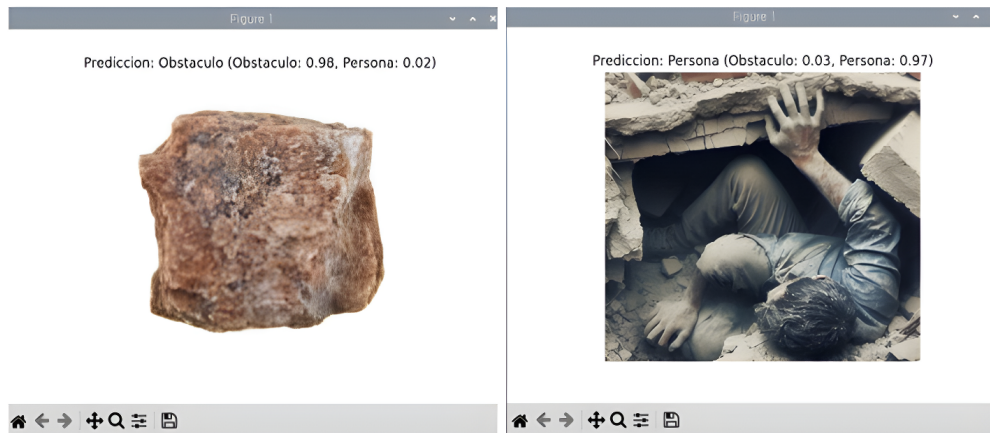 Figure 1
Prediccion: Obstaculo (Obstaculo: 0.98, Persona: 0.02)
Figure 1
Prediccion: Persona (Obstaculo: 0.03, Persona: 0.97)